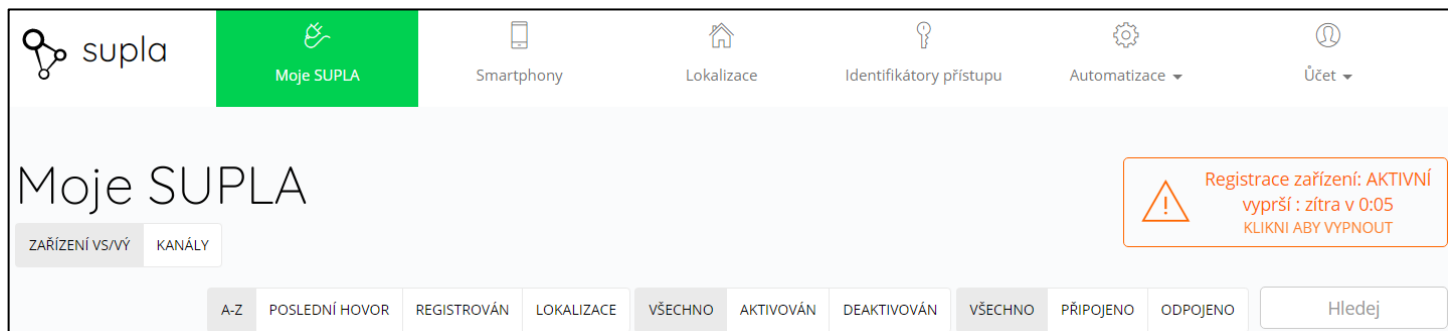 supla
Moje SUPLA
Smartphony
Lokalizace
Identifikátory přístupu
Automatizace
Účet
Moje SUPLA
Registrace zařízení: AKTIVNÍ
vyprší : zítra v 0:05
KLIKNI ABY VYPNOUT
ZAŘÍZENÍ VS/VÝ KANÁLY
A-Z POSLEDNÍ HOVOR REGISTROVÁN LOKALIZACE VŠECHNO AKTIVOVÁN DEAKTIVOVÁN VŠECHNO PŘIPOJENO ODPOJENO Hledej